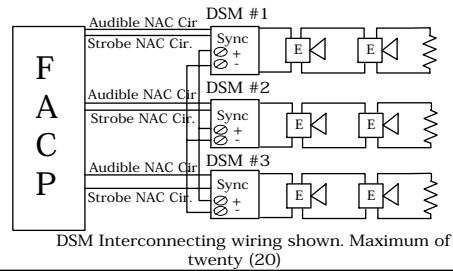 DSM #1
Audible NAC Cir
Strobe NAC Cir.
Sync
+
-
E
E
FACP
DSM #2
Audible NAC Cir
Strobe NAC Cir.
Sync
+
-
E
E
DSM #3
Audible NAC Cir
Strobe NAC Cir.
Sync
+
-
E
E
DSM Interconnecting wiring shown. Maximum of
twenty (20)